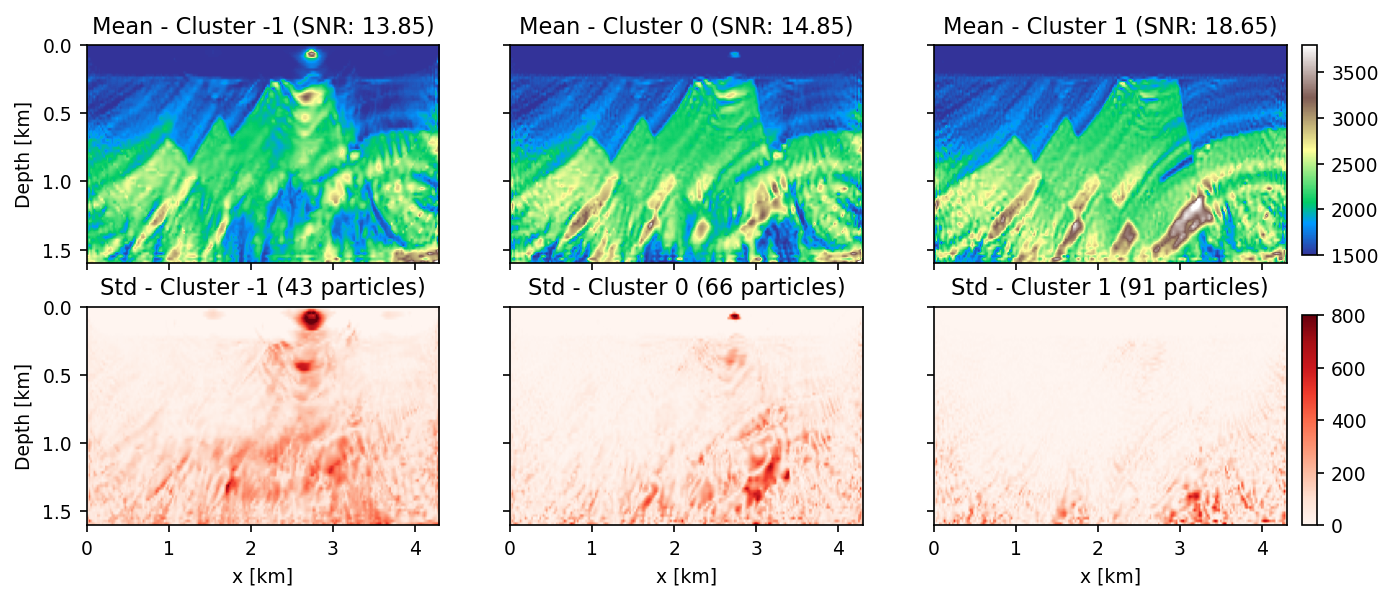 Mean - Cluster -1 (SNR: 13.85)
Mean - Cluster 0 (SNR: 14.85)
Mean - Cluster 1 (SNR: 18.65)
0.0
0.5
1.0
1.5
Depth [km]
3500
3000
2500
2000
1500
Std - Cluster -1 (43 particles)
Std - Cluster 0 (66 particles)
Std - Cluster 1 (91 particles)
0.0
0.5
1.0
1.5
Depth [km]
800
600
400
200
0
0 1 2 3 4
0 1 2 3 4
0 1 2 3 4
x [km]
x [km]
x [km]